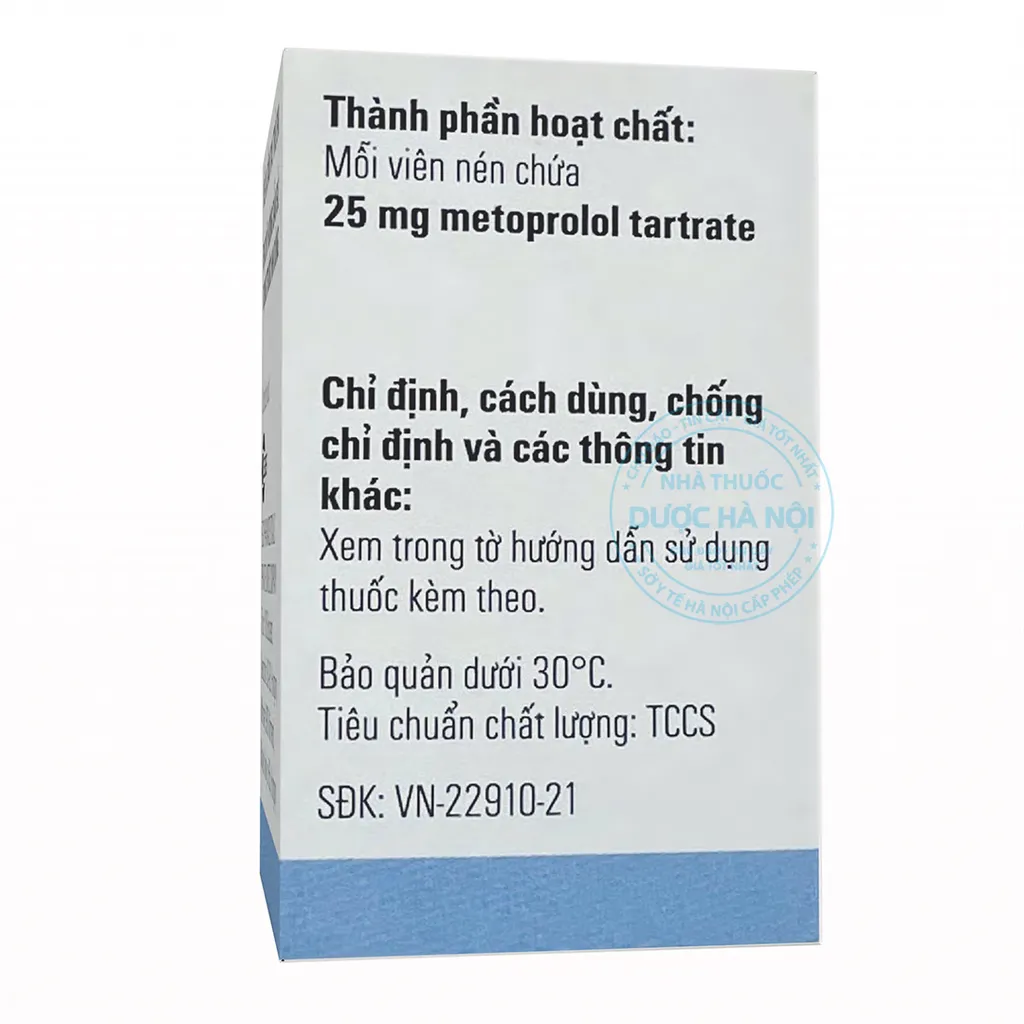 Thành phần hoạt chất:
Mỗi viên nén chứa
25 mg metoprolol tartrate
Chỉ định, cách dùng, chống
chỉ định và các thông tin
khác:
Xem trong tờ hướng dẫn sử dụng
thuốc kèm theo.
Bảo quản dưới 30°C.
Tiêu chuẩn chất lượng: TCCS
SĐK: VN-22910-21
NHÀ THUỐC
DƯỢC HÀ NỘI
SỞ Y TẾ HÀ NỘI CẤP PHÉP